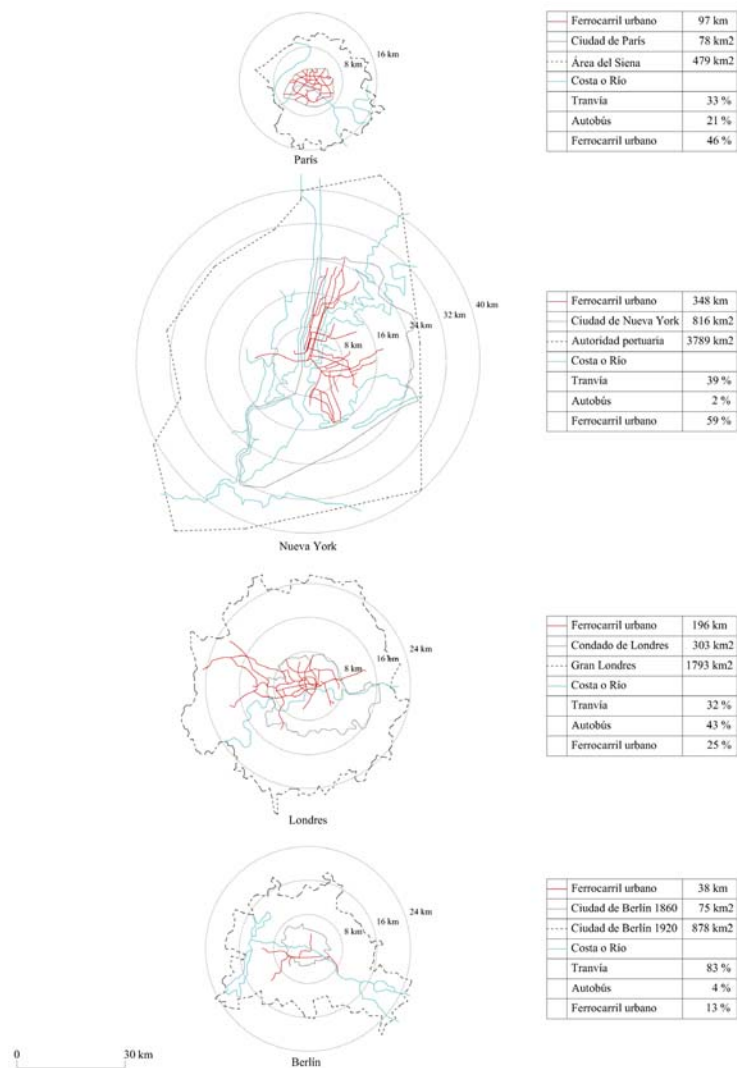 16 km
8 km
París
Ferrocarril urbano 97 km
Ciudad de París 78 km2
Área del Siena 479 km2
Costa o Río
Tranvía 33 %
Autobús 21 %
Ferrocarril urbano 46 %
40 km
32 km
24 km
16 km
8 km
Nueva York
Ferrocarril urbano 348 km
Ciudad de Nueva York 816 km2
Autoridad portuaria 3789 km2
Costa o Río
Tranvía 39 %
Autobús 2 %
Ferrocarril urbano 59 %
24 km
16 km
8 km
Londres
Ferrocarril urbano 196 km
Condado de Londres 303 km2
Gran Londres 1793 km2
Costa o Río
Tranvía 32 %
Autobús 43 %
Ferrocarril urbano 25 %
24 km
16 km
8 km
Berlín
Ferrocarril urbano 38 km
Ciudad de Berlín 1860 75 km2
Ciudad de Berlín 1920 878 km2
Costa o Río
Tranvía 83 %
Autobús 4 %
Ferrocarril urbano 13 %
0 30 km